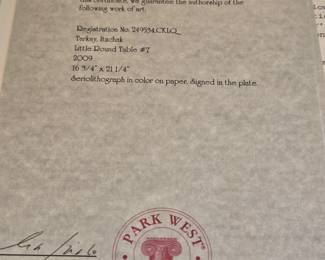 this certificate, we guarantee the authorship of the
following work of art:
Registration No. 249534.CKLQ_
Tarkay, Itzchak
Little Round Table #7
2009
16 3/4" x 21 1/4"
Seriolithograph in color on paper, signed in the plate.
PARK WEST